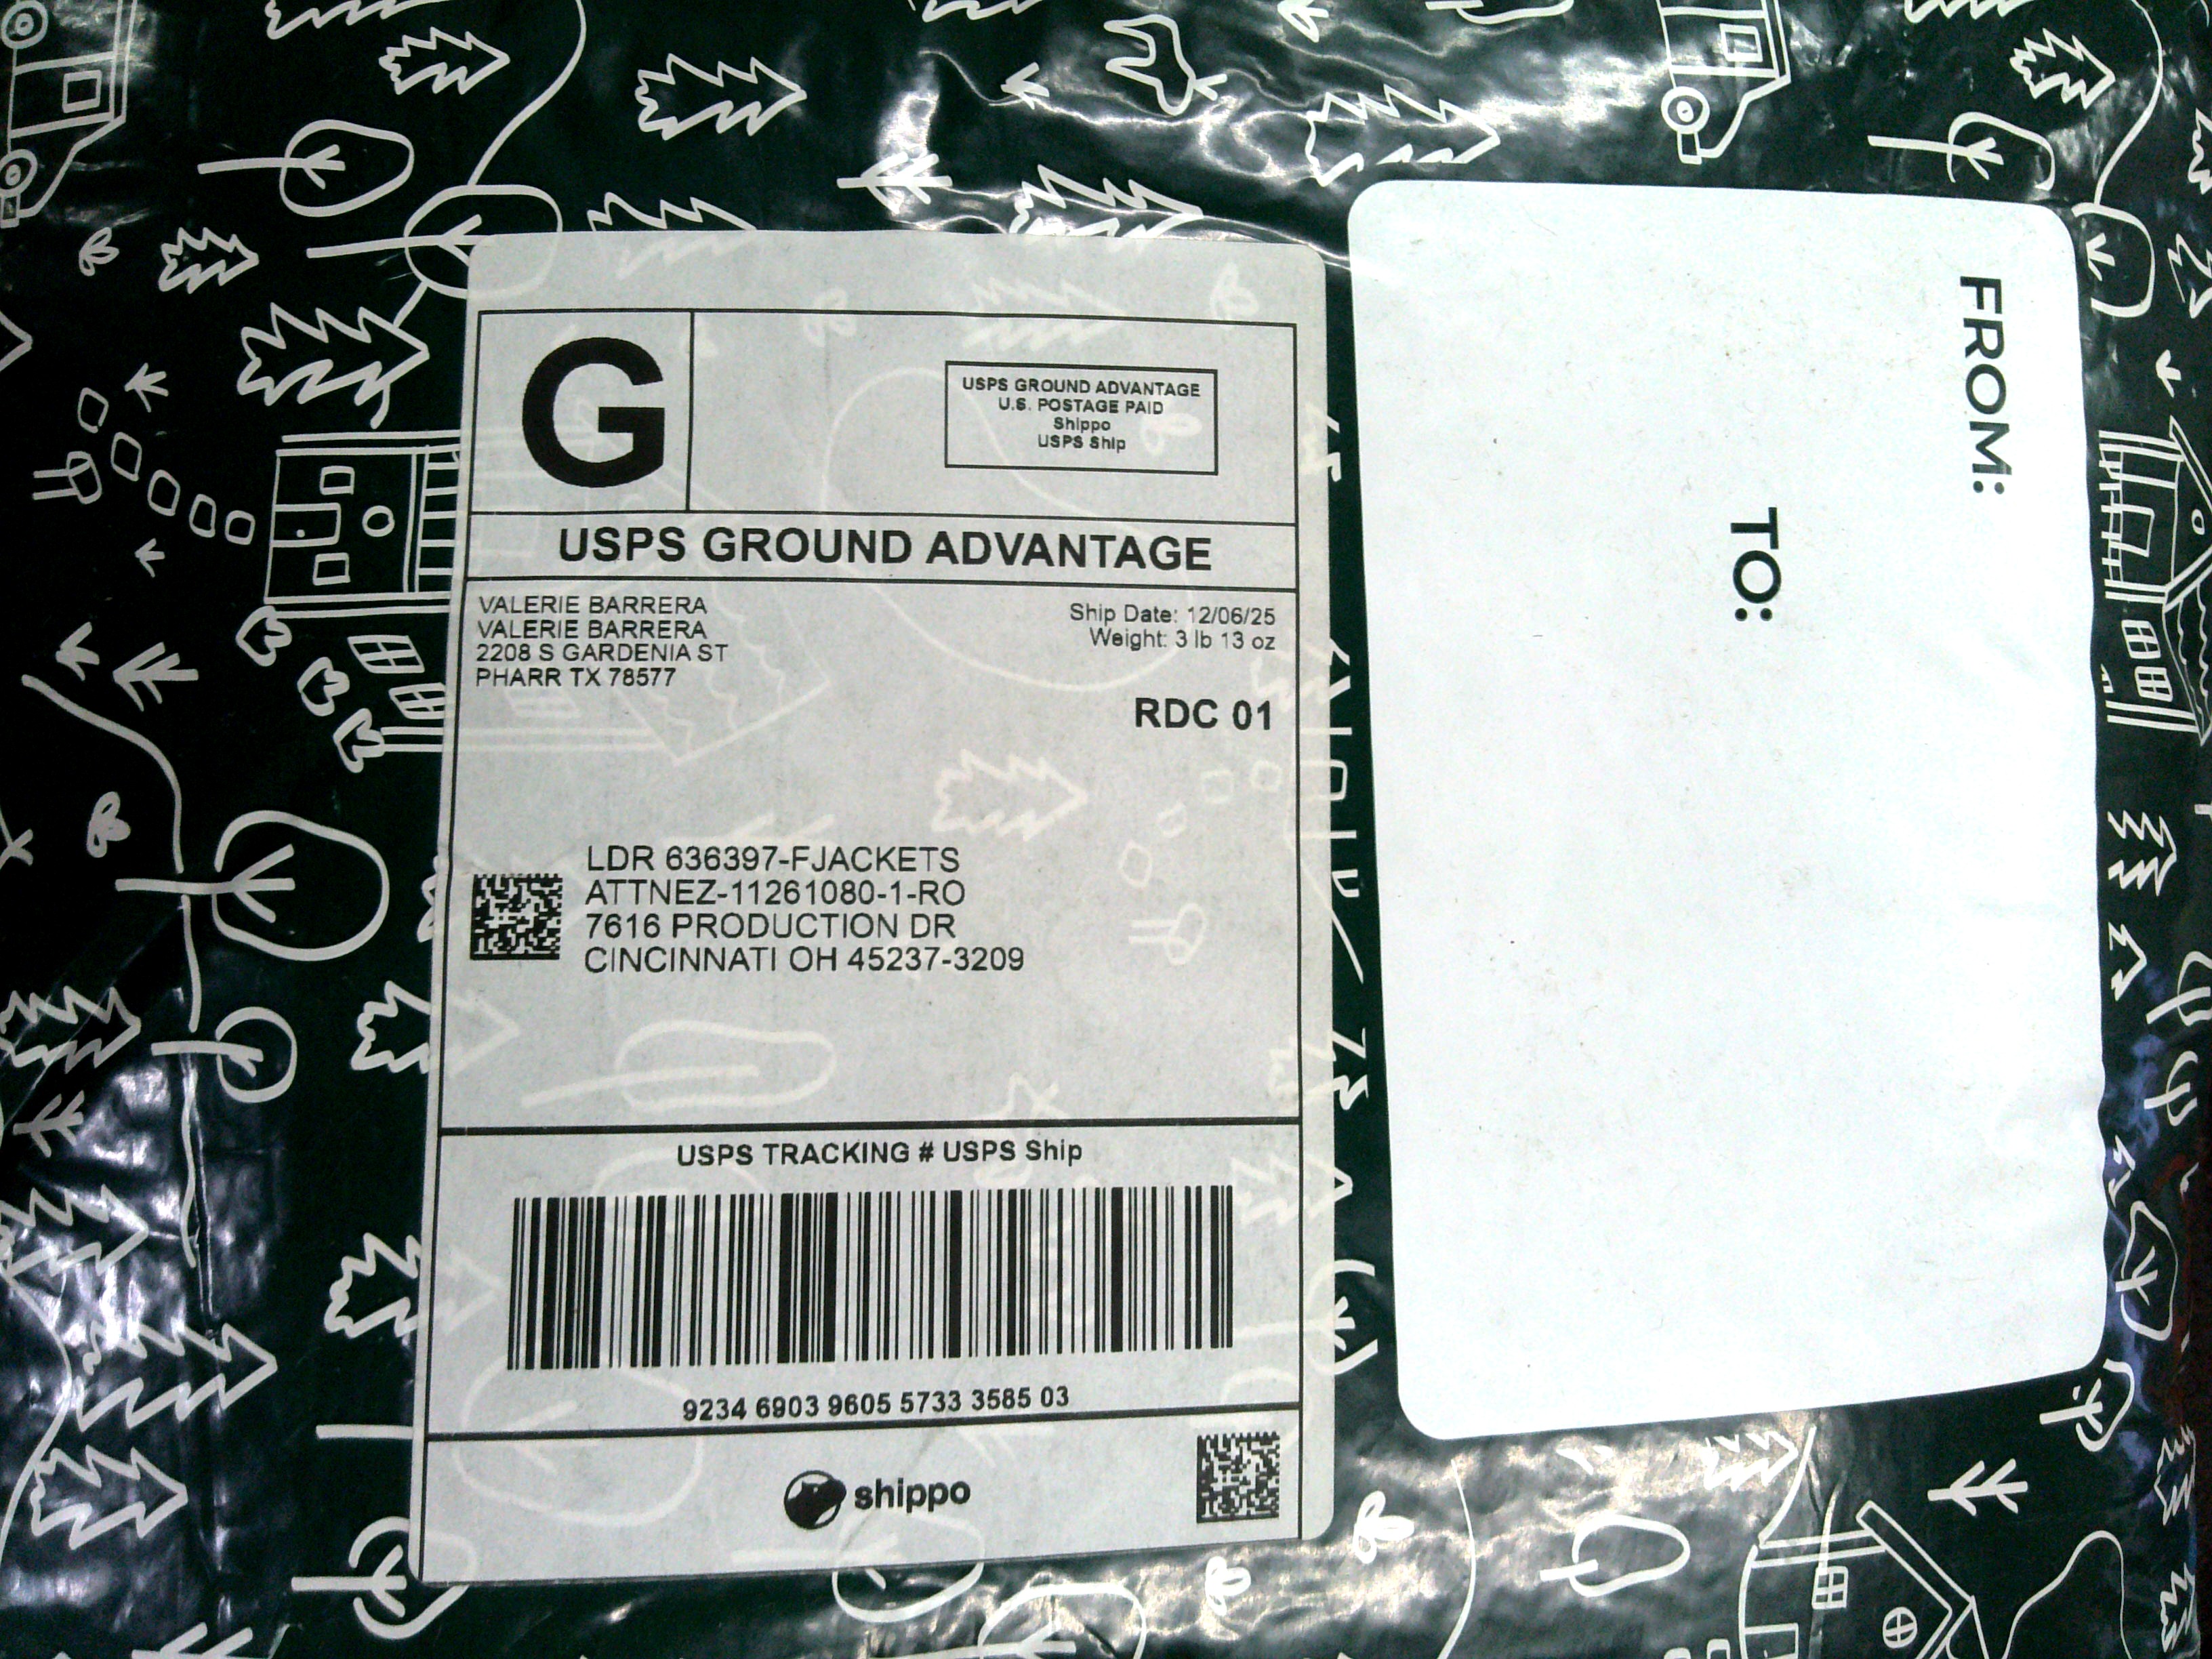 G
USPS GROUND ADVANTAGE
U.S. POSTAGE PAID
Shippo
USPS Ship
USPS GROUND ADVANTAGE
VALERIE BARRERA
VALERIE BARRERA
2208 S GARDENIA ST
PHARR TX 78577
Ship Date: 12/06/25
Weight: 3 lb 13 oz
RDC 01
LDR 636397-FJACKETS
ATTNEZ-11261080-1-RO
7616 PRODUCTION DR
CINCINNATI OH 45237-3209
USPS TRACKING # USPS Ship
9234 6903 9605 5733 3585 03
shippo
FROM:
TO: